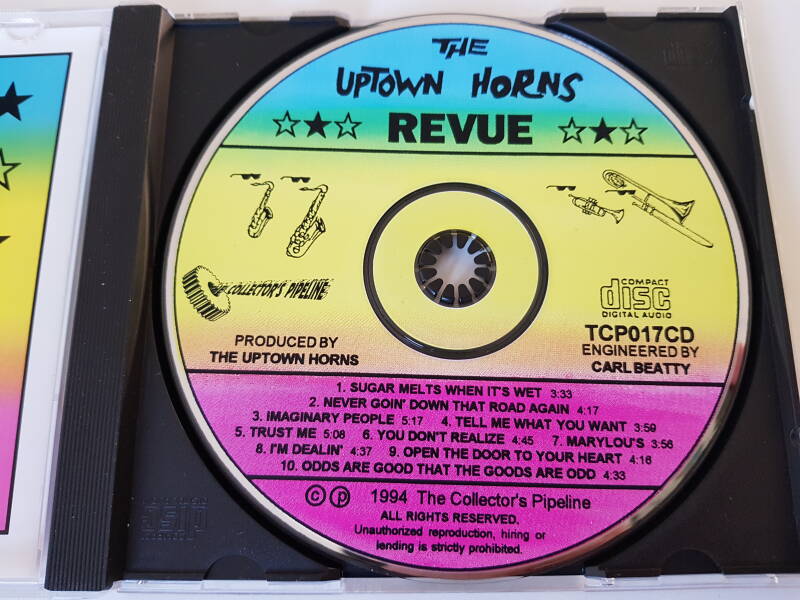 THE
UPTOWN HORNS
REVUE
COLLECTOR'S PIPELINE
COMPACT
disc
DIGITAL AUDIO
TCP017CD
PRODUCED BY
THE UPTOWN HORNS
ENGINEERED BY
CARL BEATTY
1. SUGAR MELTS WHEN IT'S WET 3:33
2. NEVER GOIN' DOWN THAT ROAD AGAIN 4:17
3. IMAGINARY PEOPLE 5:17 4. TELL ME WHAT YOU WANT 3:59
5. TRUST ME 5:08 6. YOU DON'T REALIZE 4:45 7. MARYLOU'S 3:56
8. I'M DEALIN' 4:37 9. OPEN THE DOOR TO YOUR HEART 4:16
10. ODDS ARE GOOD THAT THE GOODS ARE ODD 4:33
© ℗ 1994 The Collector's Pipeline
ALL RIGHTS RESERVED.
Unauthorized reproduction, hiring or
lending is strictly prohibited.